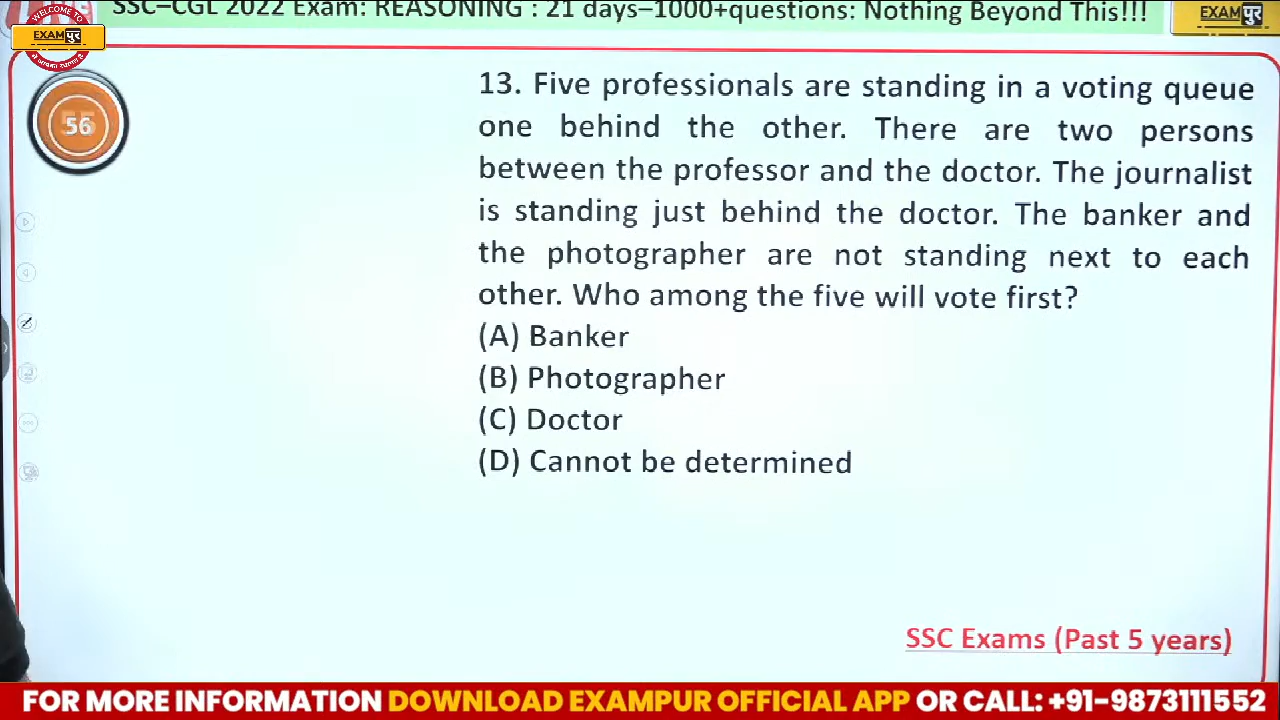 SSC–CGL 2022 Exam: REASONING : 21 days–1000+questions: Nothing Beyond This!!!
WELCOME TO
EXAMपुर
EXAMपुर
56
13. Five professionals are standing in a voting queue
one behind the other. There are two persons
between the professor and the doctor. The journalist
is standing just behind the doctor. The banker and
the photographer are not standing next to each
other. Who among the five will vote first?
(A) Banker
(B) Photographer
(C) Doctor
(D) Cannot be determined
SSC Exams (Past 5 years)
FOR MORE INFORMATION DOWNLOAD EXAMPUR OFFICIAL APP OR CALL: +91-9873111552